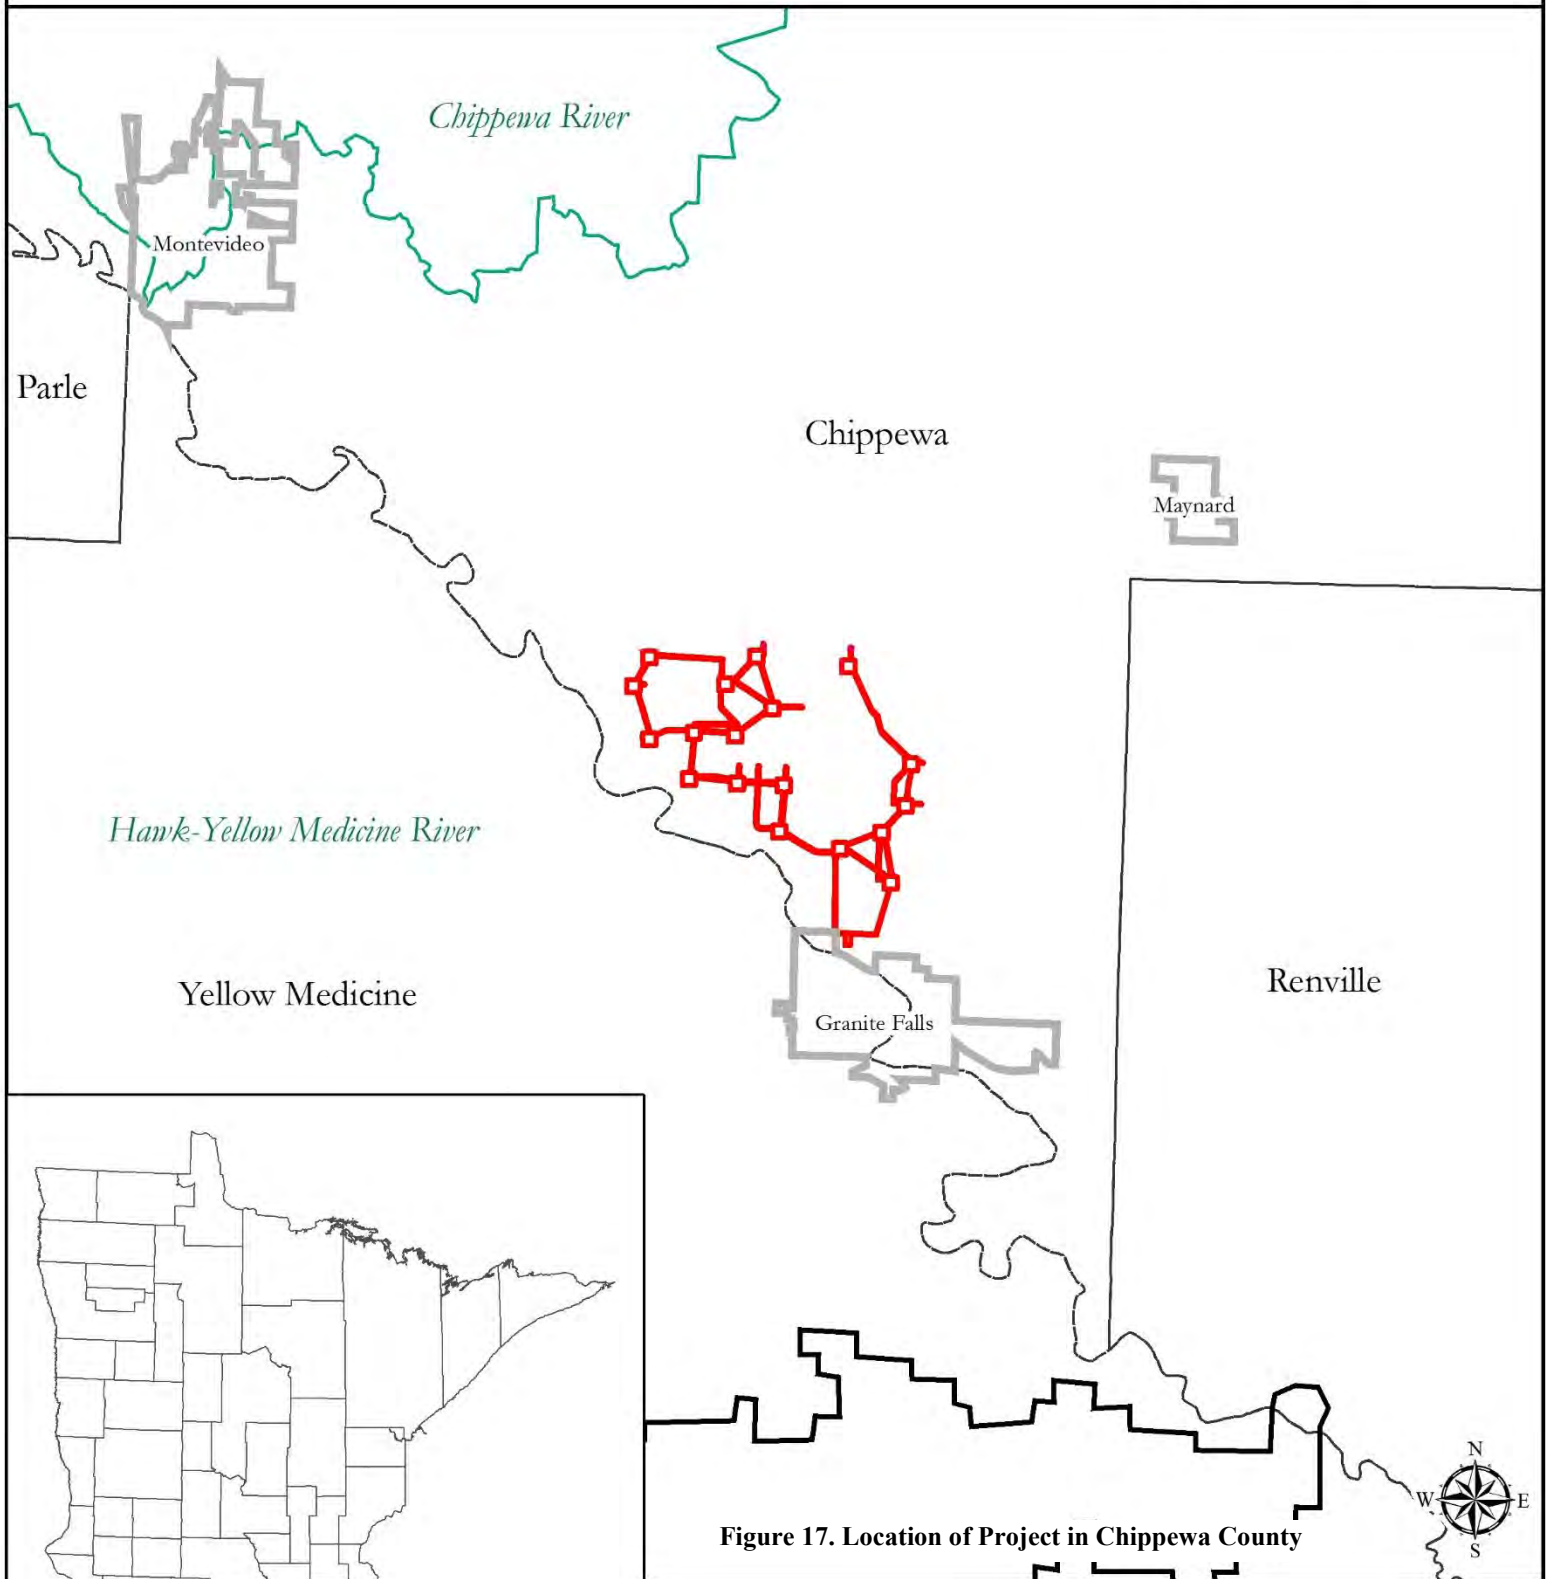 Chippewa River
Montevideo
Parle
Chippewa
Maynard
Hawk-Yellow Medicine River
Yellow Medicine
Granite Falls
Renville
N
W
E
S
Figure 17. Location of Project in Chippewa County